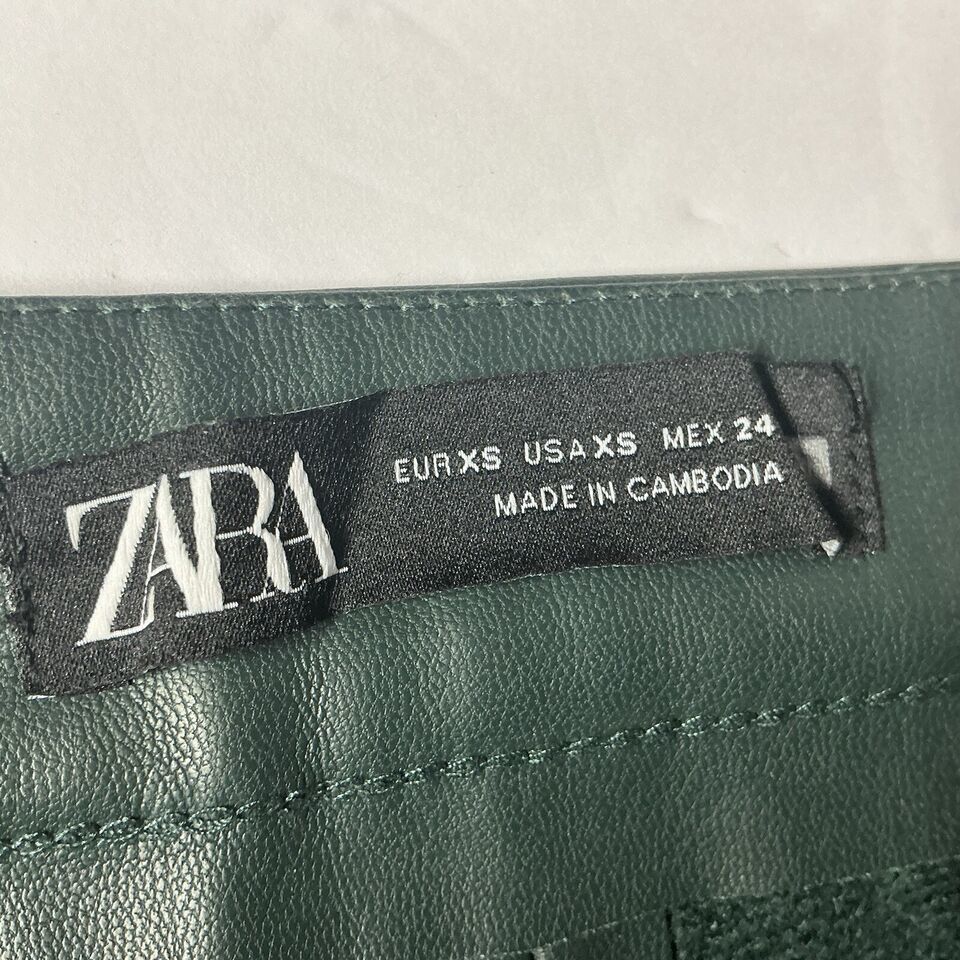 ZARA
EUR XS USA XS MEX 24
MADE IN CAMBODIA